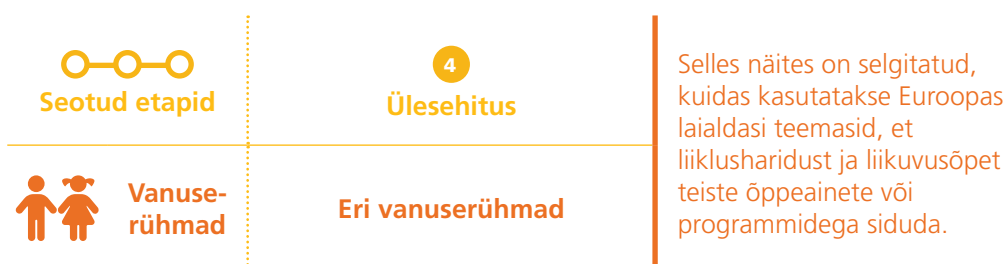 Seotud etapid
4
Ülesehitus
Vanuse-
rühmad
Eri vanuserühmad
Selles näites on selgitatud,
kuidas kasutatakse Euroopas
laialdasi teemasid, et
liiklusharidust ja liikuvusõpet
teiste õppeainete või
programmidega siduda.